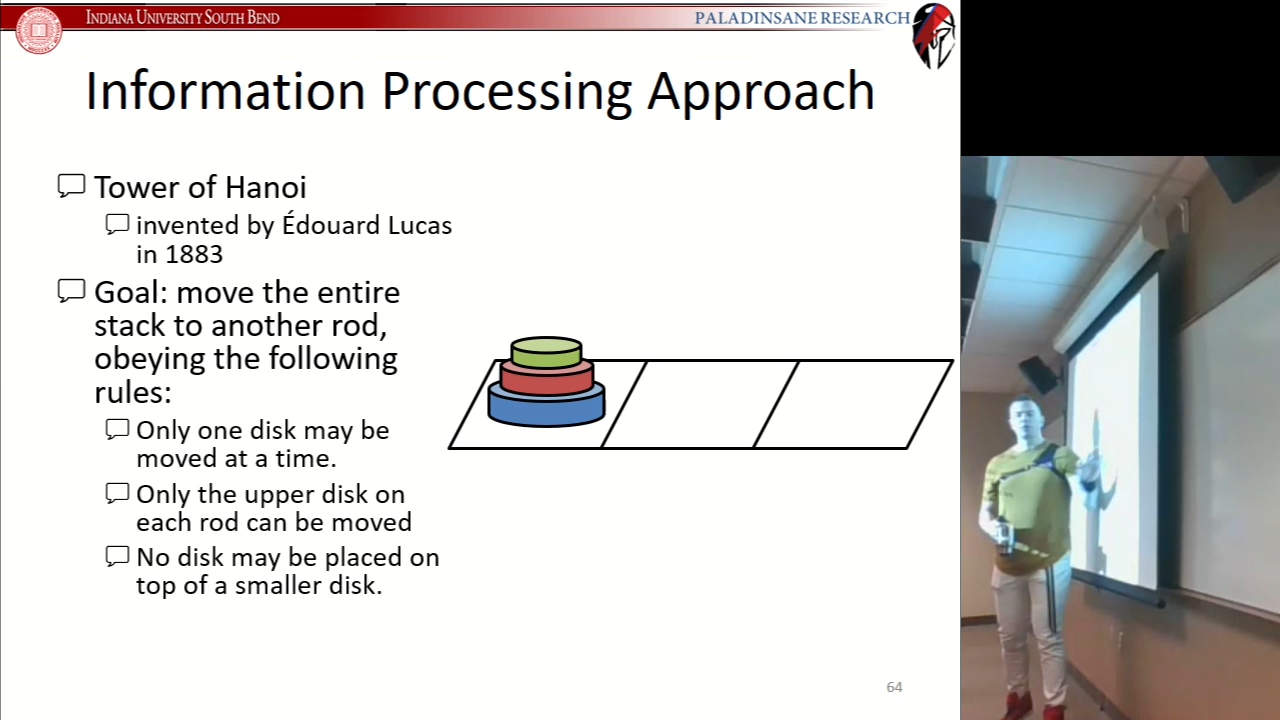 INDIANA UNIVERSITY SOUTH BEND
PALADINSANE RESEARCH
Information Processing Approach
Tower of Hanoi
invented by Édouard Lucas
in 1883
Goal: move the entire
stack to another rod,
obeying the following
rules:
Only one disk may be
moved at a time.
Only the upper disk on
each rod can be moved
No disk may be placed on
top of a smaller disk.
64